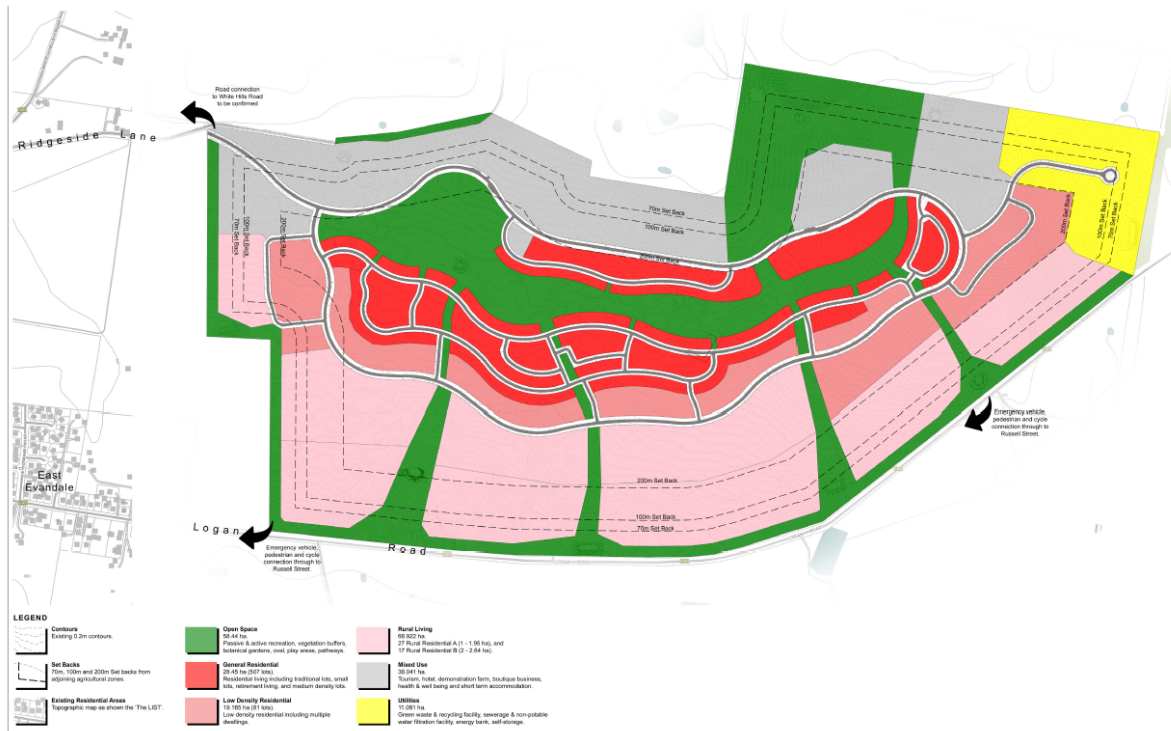 Road connection
to White Hills Road
to be confirmed
Ridgeside Lane
70m Set Back
100m Set Back
200m Set Back
70m Set Back
100m Set Back
200m Set Back
200m Set Back
100m Set Back
70m Set Back
Emergency vehicle,
pedestrian and cycle
connection through to
Russell Street.
East
Evandale
200m Set Back
100m Set Back
70m Set Back
Logan Road
Emergency vehicle,
pedestrian and cycle
connection through to
Russell Street.
LEGEND
Contours
Existing 0.2m contours.
Set Backs
70m, 100m and 200m Set backs from
adjoining agricultural zones.
Existing Residential Areas
Topographic map as shown the 'The LIST'.
Open Space
58.44 ha.
Passive & active recreation, vegetation buffers,
botanical gardens, oval, play areas, pathways.
General Residential
28.45 ha (507 lots).
Residential living including traditional lots, small
lots, retirement living, and medium density lots.
Low Density Residential
19.165 ha (81 lots).
Low density residential including multiple
dwellings.
Rural Living
68.922 ha.
27 Rural Residential A (1 - 1.95 ha); and
17 Rural Residential B (2 - 2.64 ha).
Mixed Use
38.041 ha.
Tourism, hotel, demonstration farm, boutique business,
health & well being and short term accommodation.
Utilities
11.081 ha.
Green waste & recycling facility, sewerage & non-potable
water filtration facility, energy bank, self-storage.